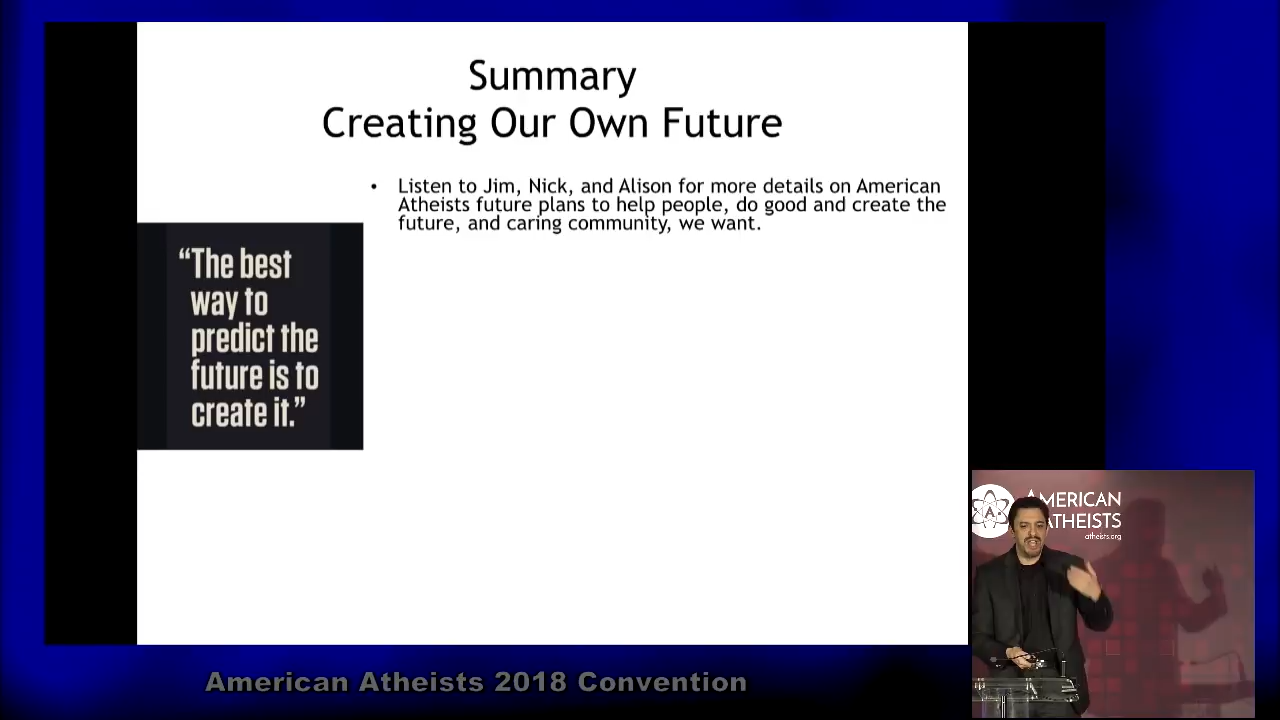 Summary
Creating Our Own Future
• Listen to Jim, Nick, and Alison for more details on American
Atheists future plans to help people, do good and create the
future, and caring community, we want.
“The best
way to
predict the
future is to
create it.”
AMERICAN
ATHEISTS
atheists.org
American Atheists 2018 Convention